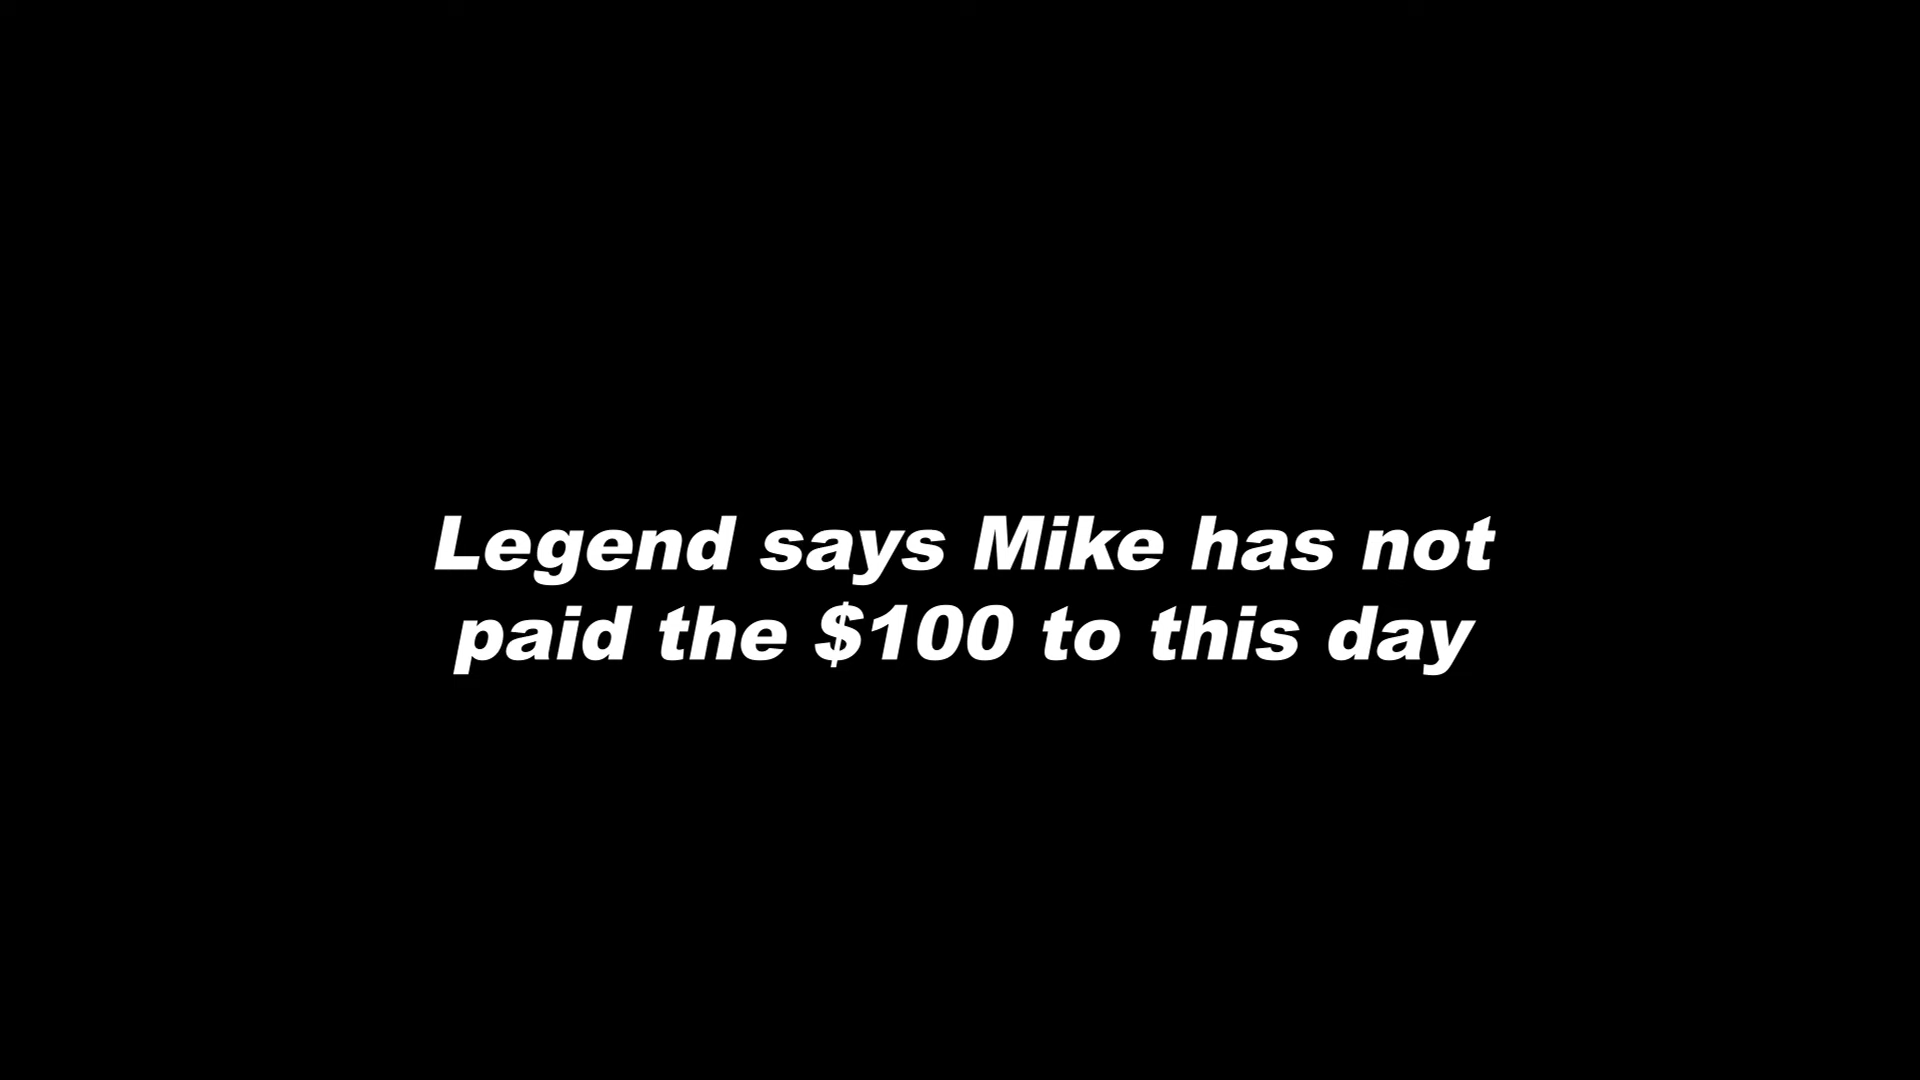 Legend says Mike has not
paid the $100 to this day